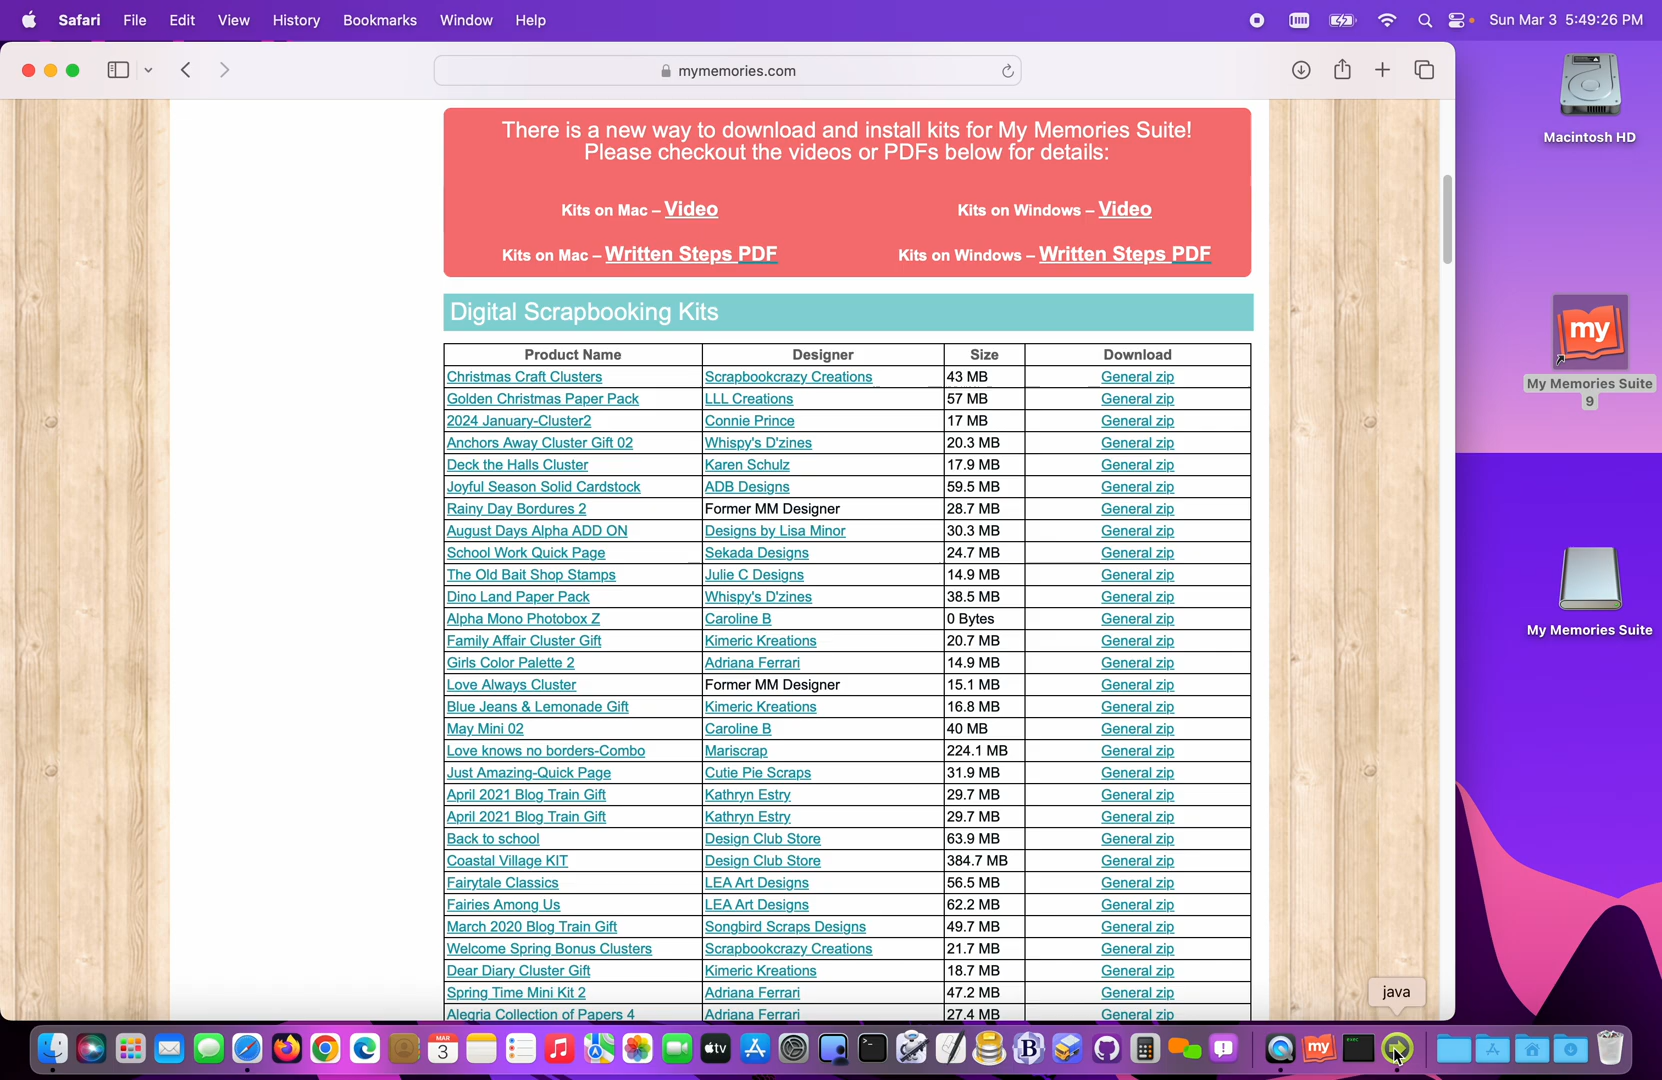 Safari File Edit View History Bookmarks Window Help Sun Mar 3 5:49:26 PM
mymemories.com
There is a new way to download and install kits for My Memories Suite!
Please checkout the videos or PDFs below for details:
Kits on Mac – Video Kits on Windows – Video
Kits on Mac – Written Steps PDF Kits on Windows – Written Steps PDF
Digital Scrapbooking Kits
Product Name Designer Size Download
Christmas Craft Clusters Scrapbookcrazy Creations 43 MB General zip
Golden Christmas Paper Pack LLL Creations 57 MB General zip
2024 January-Cluster2 Connie Prince 17 MB General zip
Anchors Away Cluster Gift 02 Whispy's D'zines 20.3 MB General zip
Deck the Halls Cluster Karen Schulz 17.9 MB General zip
Joyful Season Solid Cardstock ADB Designs 59.5 MB General zip
Rainy Day Bordures 2 Former MM Designer 28.7 MB General zip
August Days Alpha ADD ON Designs by Lisa Minor 30.3 MB General zip
School Work Quick Page Sekada Designs 24.7 MB General zip
The Old Bait Shop Stamps Julie C Designs 14.9 MB General zip
Dino Land Paper Pack Whispy's D'zines 38.5 MB General zip
Alpha Mono Photobox Z Caroline B 0 Bytes General zip
Family Affair Cluster Gift Kimeric Kreations 20.7 MB General zip
Girls Color Palette 2 Adriana Ferrari 14.9 MB General zip
Love Always Cluster Former MM Designer 15.1 MB General zip
Blue Jeans & Lemonade Gift Kimeric Kreations 16.8 MB General zip
May Mini 02 Caroline B 40 MB General zip
Love knows no borders-Combo Mariscrap 224.1 MB General zip
Just Amazing-Quick Page Cutie Pie Scraps 31.9 MB General zip
April 2021 Blog Train Gift Kathryn Estry 29.7 MB General zip
April 2021 Blog Train Gift Kathryn Estry 29.7 MB General zip
Back to school Design Club Store 63.9 MB General zip
Coastal Village KIT Design Club Store 384.7 MB General zip
Fairytale Classics LEA Art Designs 56.5 MB General zip
Fairies Among Us LEA Art Designs 62.2 MB General zip
March 2020 Blog Train Gift Songbird Scraps Designs 49.7 MB General zip
Welcome Spring Bonus Clusters Scrapbookcrazy Creations 21.7 MB General zip
Dear Diary Cluster Gift Kimeric Kreations 18.7 MB General zip
Spring Time Mini Kit 2 Adriana Ferrari 47.2 MB General zip
Alegria Collection of Papers 4 Adriana Ferrari 27.4 MB General zip
Macintosh HD
my
My Memories Suite
9
My Memories Suite
java
MAR
3
tv
B
my
exec